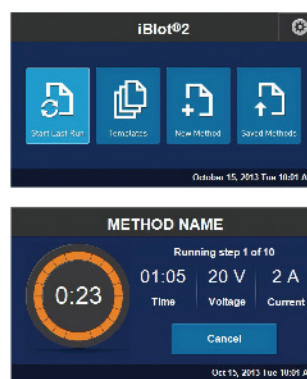 iBlot®2
Start Last Run
Templates
New Method
Saved Methods
October 15, 2013 Tue 10:01 A
METHOD NAME
Running step 1 of 10
0:23
01:05 20 V 2 A
Time Voltage Current
Cancel
Oct 15, 2013 Tue 10:01 A